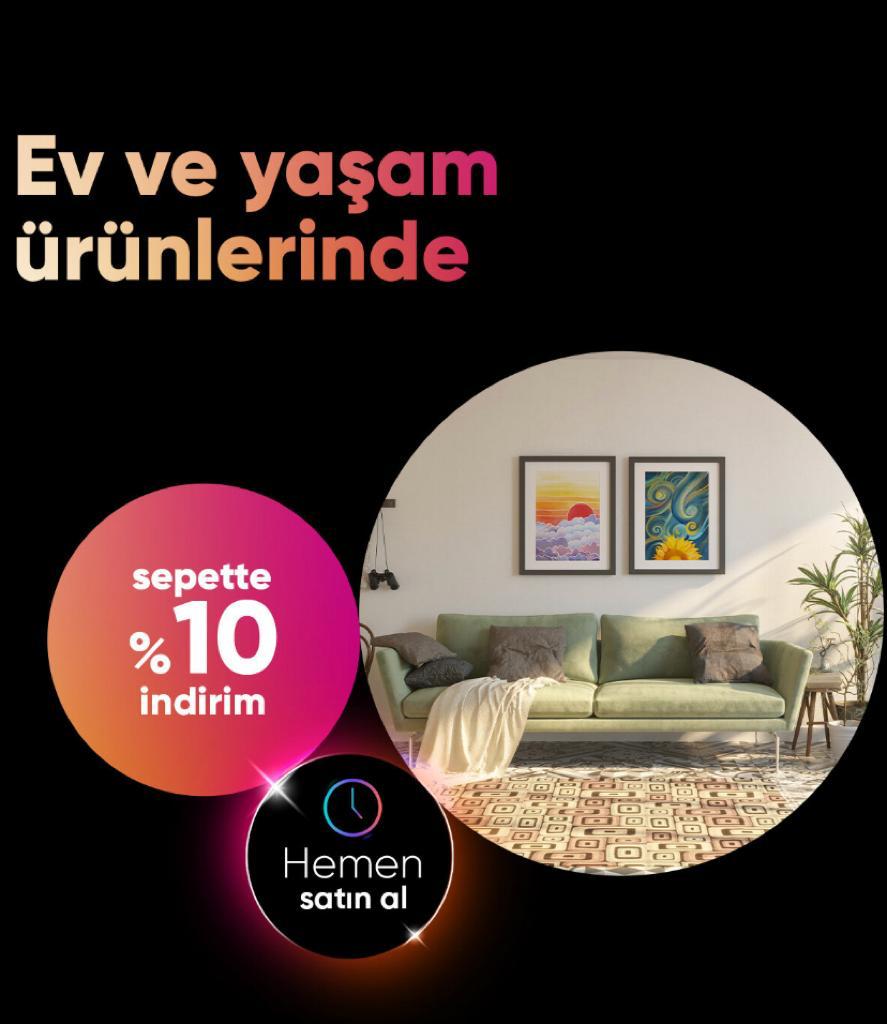 Ev ve yaşam
ürünlerinde
sepette
%10
indirim
Hemen
satın al